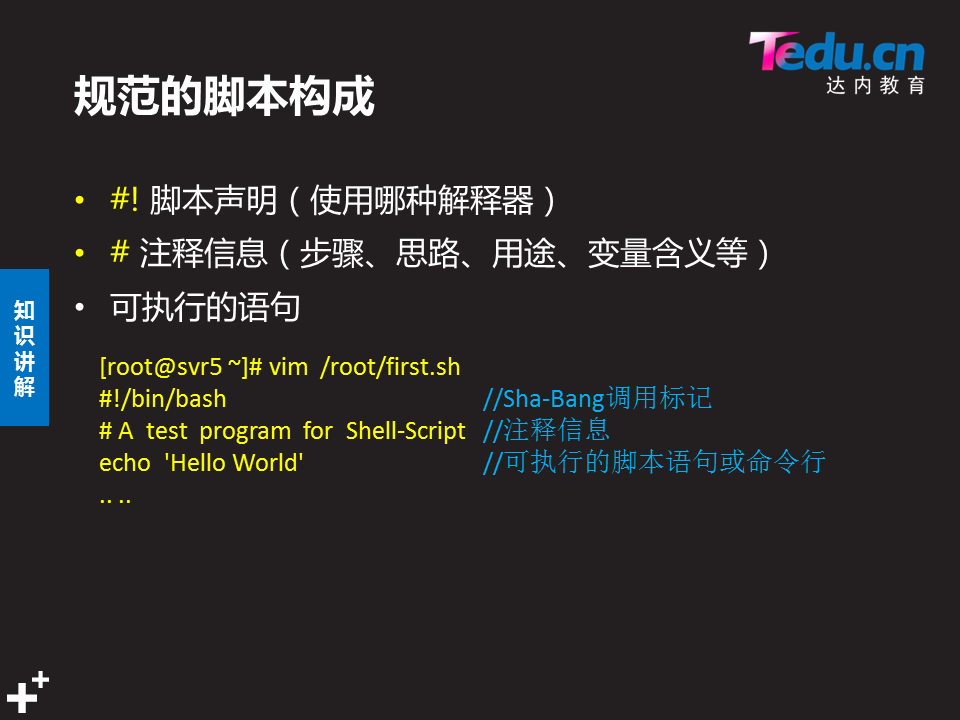 Tedu.cn
达内教育
规范的脚本构成
• #! 脚本声明（使用哪种解释器）
• # 注释信息（步骤、思路、用途、变量含义等）
• 可执行的语句
知识讲解
[root@svr5 ~]# vim /root/first.sh
#!/bin/bash //Sha-Bang调用标记
# A test program for Shell-Script //注释信息
echo 'Hello World' //可执行的脚本语句或命令行
.. ..